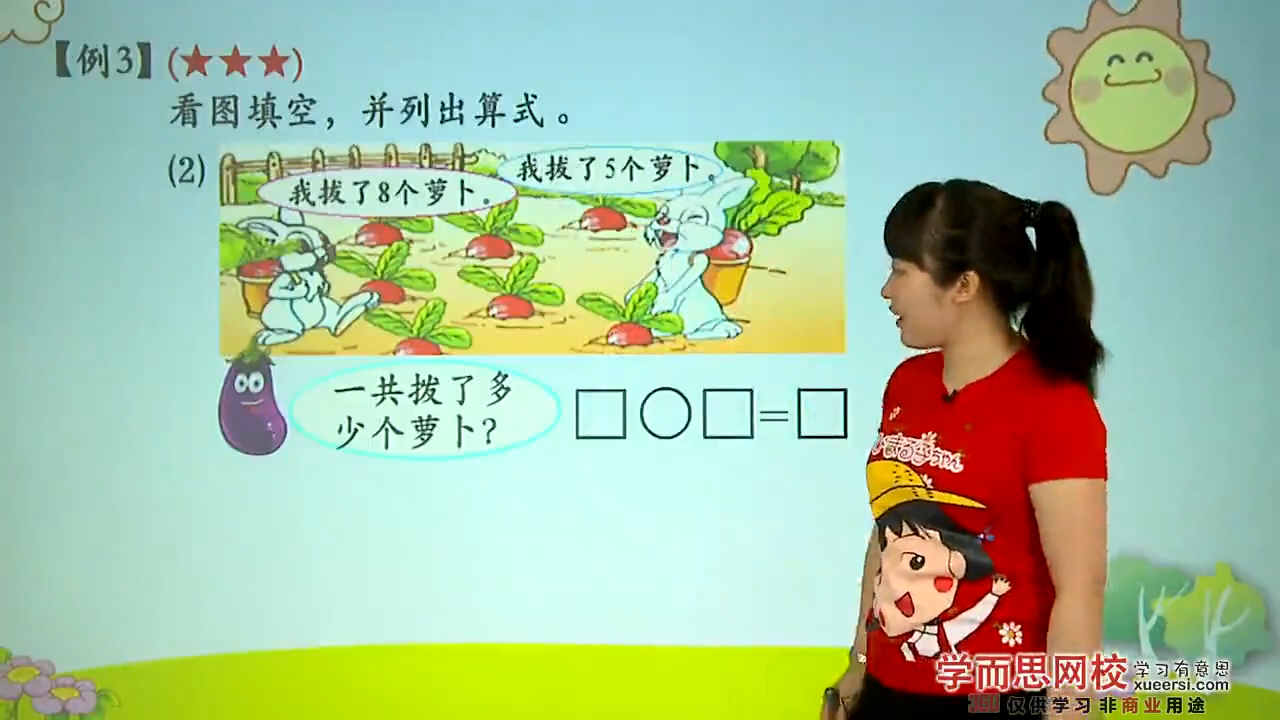 【例3】(★★★)
看图填空，并列出算式。
(2)
我拔了8个萝卜。
我拔了5个萝卜。
一共拨了多
少个萝卜?
□○□=□
学而思网校
学习有意思
xueersi.com
360 仅供学习 非商业用途